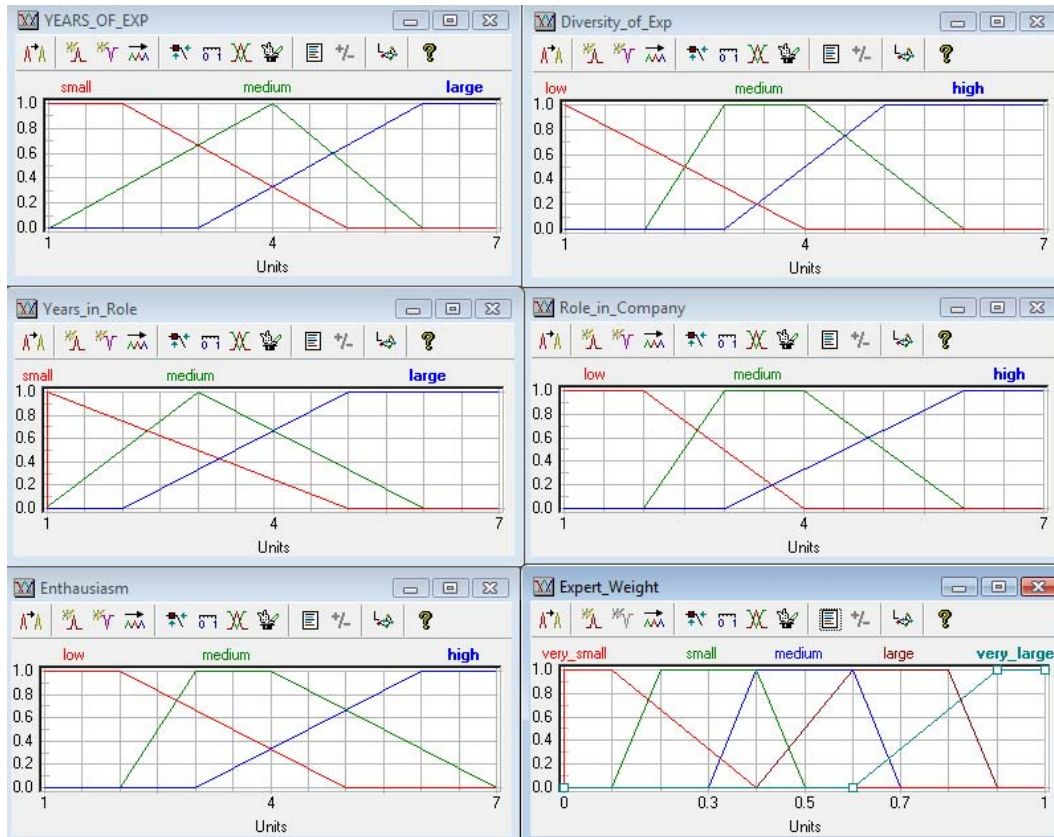 YEARS_OF_EXP
small medium large
1.0
0.8
0.6
0.4
0.2
0.0
1 4 7
Units
Diversity_of_Exp
low medium high
1.0
0.8
0.6
0.4
0.2
0.0
1 4 7
Units
Years_in_Role
small medium large
1.0
0.8
0.6
0.4
0.2
0.0
1 4 7
Units
Role_in_Company
low medium high
1.0
0.8
0.6
0.4
0.2
0.0
1 4 7
Units
Enthausiasm
low medium high
1.0
0.8
0.6
0.4
0.2
0.0
1 4 7
Units
Expert_Weight
very_small small medium large very_large
1.0
0.8
0.6
0.4
0.2
0.0
0 0.3 0.5 0.7 1
Units